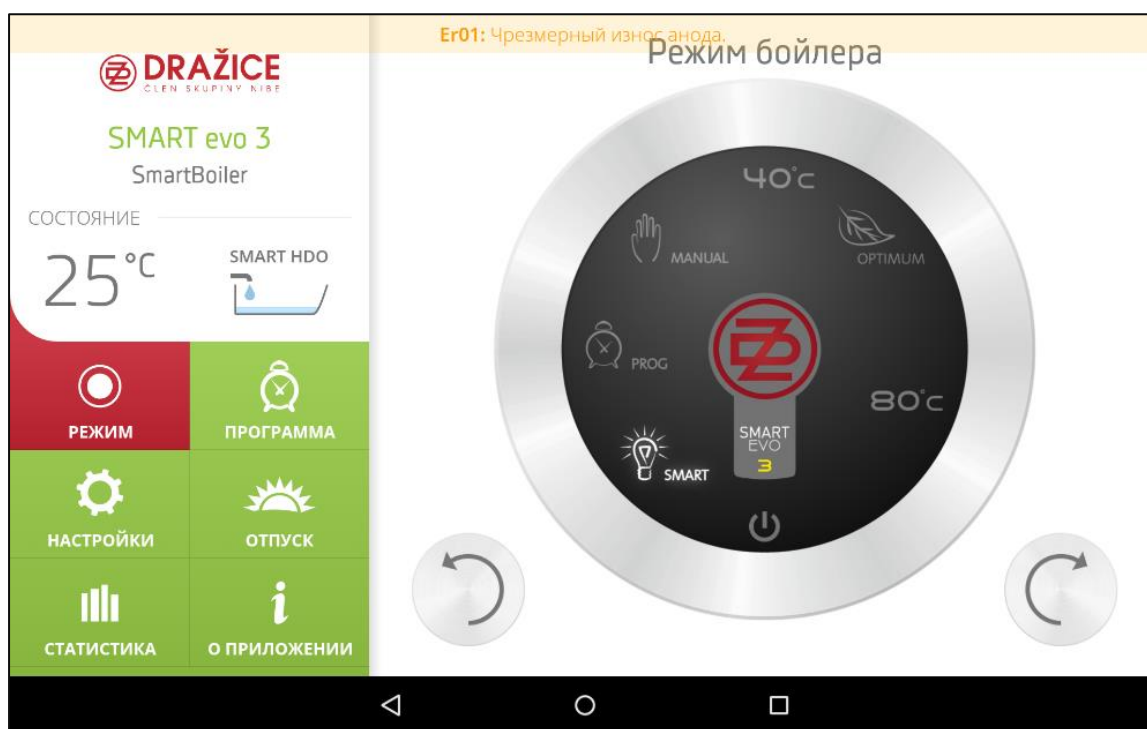 Er01: Чрезмерный износ анода.
DRAŽICE
ČLEN SKUPINY NIBE
SMART evo 3
SmartBoiler
СОСТОЯНИЕ
25°C
SMART HDO
РЕЖИМ
ПРОГРАММА
НАСТРОЙКИ
ОТПУСК
СТАТИСТИКА
О ПРИЛОЖЕНИИ
Режим бойлера
40°C
MANUAL
OPTIMUM
PROG
80°C
SMART
SMART
EVO
3